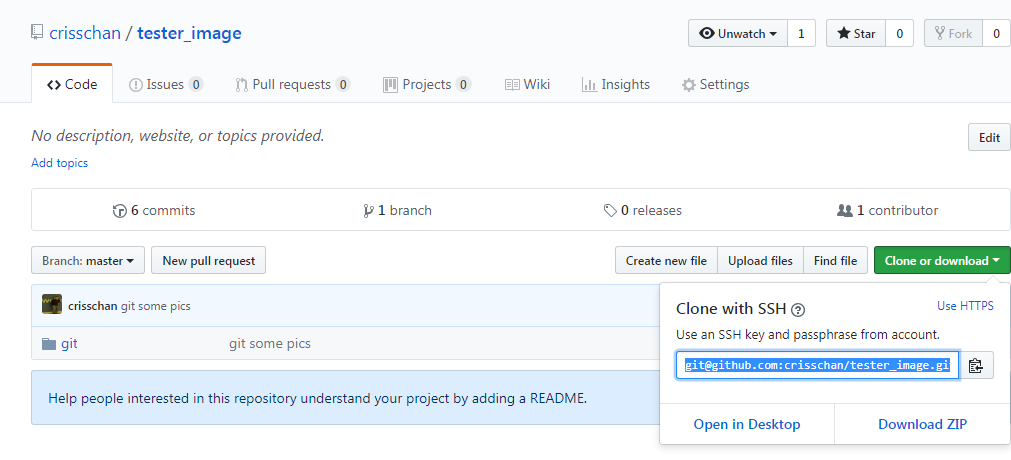 crisschan / tester_image
Unwatch 1 Star 0 Fork 0
Code Issues 0 Pull requests 0 Projects 0 Wiki Insights Settings
No description, website, or topics provided.
Edit
Add topics
6 commits 1 branch 0 releases 1 contributor
Branch: master New pull request Create new file Upload files Find file Clone or download
crisschan git some pics
git git some pics
Help people interested in this repository understand your project by adding a README.
Clone with SSH ? Use HTTPS
Use an SSH key and passphrase from account.
git@github.com:crisschan/tester_image.gi
Open in Desktop Download ZIP